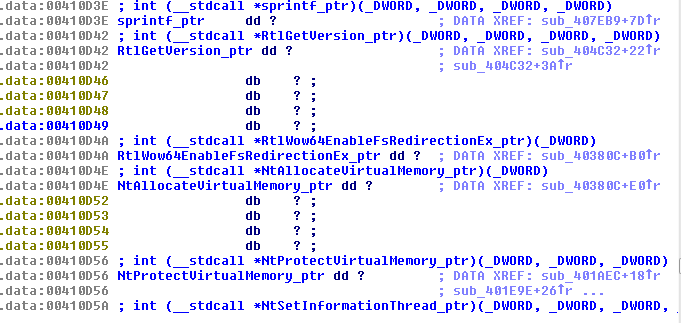 .data:00410D3E ; int (__stdcall *sprintf_ptr)(_DWORD, _DWORD, _DWORD, _DWORD)
.data:00410D3E sprintf_ptr dd ? ; DATA XREF: sub_407EB9+7D↑r
.data:00410D42 ; int (__stdcall *RtlGetVersion_ptr)(_DWORD, _DWORD, _DWORD, _DWORD)
.data:00410D42 RtlGetVersion_ptr dd ? ; DATA XREF: sub_404C32+22↑r
.data:00410D42 ; sub_404C32+3A↑r
.data:00410D46 db ? ;
.data:00410D47 db ? ;
.data:00410D48 db ? ;
.data:00410D49 db ? ;
.data:00410D4A ; int (__stdcall *RtlWow64EnableFsRedirectionEx_ptr)(_DWORD)
.data:00410D4A RtlWow64EnableFsRedirectionEx_ptr dd ? ; DATA XREF: sub_40380C+B0↑r
.data:00410D4E ; int (__stdcall *NtAllocateVirtualMemory_ptr)(_DWORD)
.data:00410D4E NtAllocateVirtualMemory_ptr dd ? ; DATA XREF: sub_40380C+E0↑r
.data:00410D52 db ? ;
.data:00410D53 db ? ;
.data:00410D54 db ? ;
.data:00410D55 db ? ;
.data:00410D56 ; int (__stdcall *NtProtectVirtualMemory_ptr)(_DWORD, _DWORD, _DWORD)
.data:00410D56 NtProtectVirtualMemory_ptr dd ? ; DATA XREF: sub_401AEC+18↑r
.data:00410D56 ; sub_401E9E+26↑r ...
.data:00410D5A ; int (__stdcall *NtSetInformationThread_ptr)(_DWORD, _DWORD, _DWORD, _